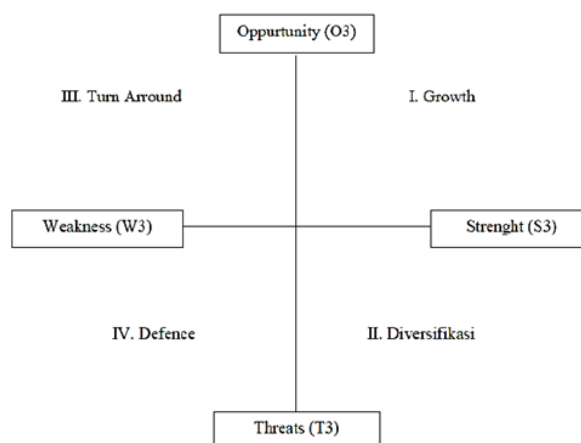 Oppurtunity (O3)
III. Turn Arround
I. Growth
Weakness (W3)
Strenght (S3)
IV. Defence
II. Diversifikasi
Threats (T3)